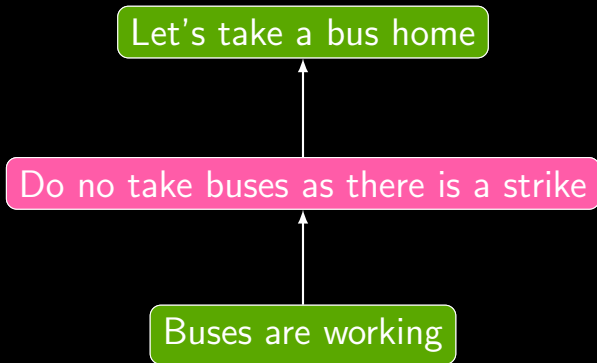 Let's take a bus home
Do no take buses as there is a strike
Buses are working